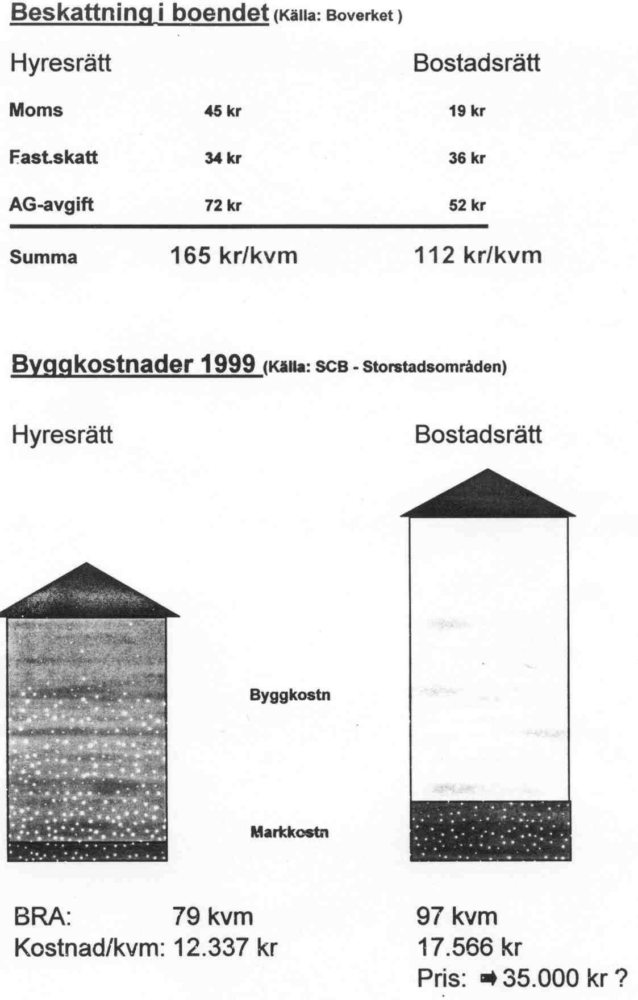 Beskattning i boendet (Källa: Boverket )
Hyresrätt Bostadsrätt
Moms 45 kr 19 kr
Fast.skatt 34 kr 36 kr
AG-avgift 72 kr 52 kr
Summa 165 kr/kvm 112 kr/kvm
Byggkostnader 1999 (Källa: SCB - Storstadsområden)
Hyresrätt Bostadsrätt
Byggkostn
Markkostn
BRA: 79 kvm 97 kvm
Kostnad/kvm: 12.337 kr 17.566 kr
Pris: ➡ 35.000 kr ?